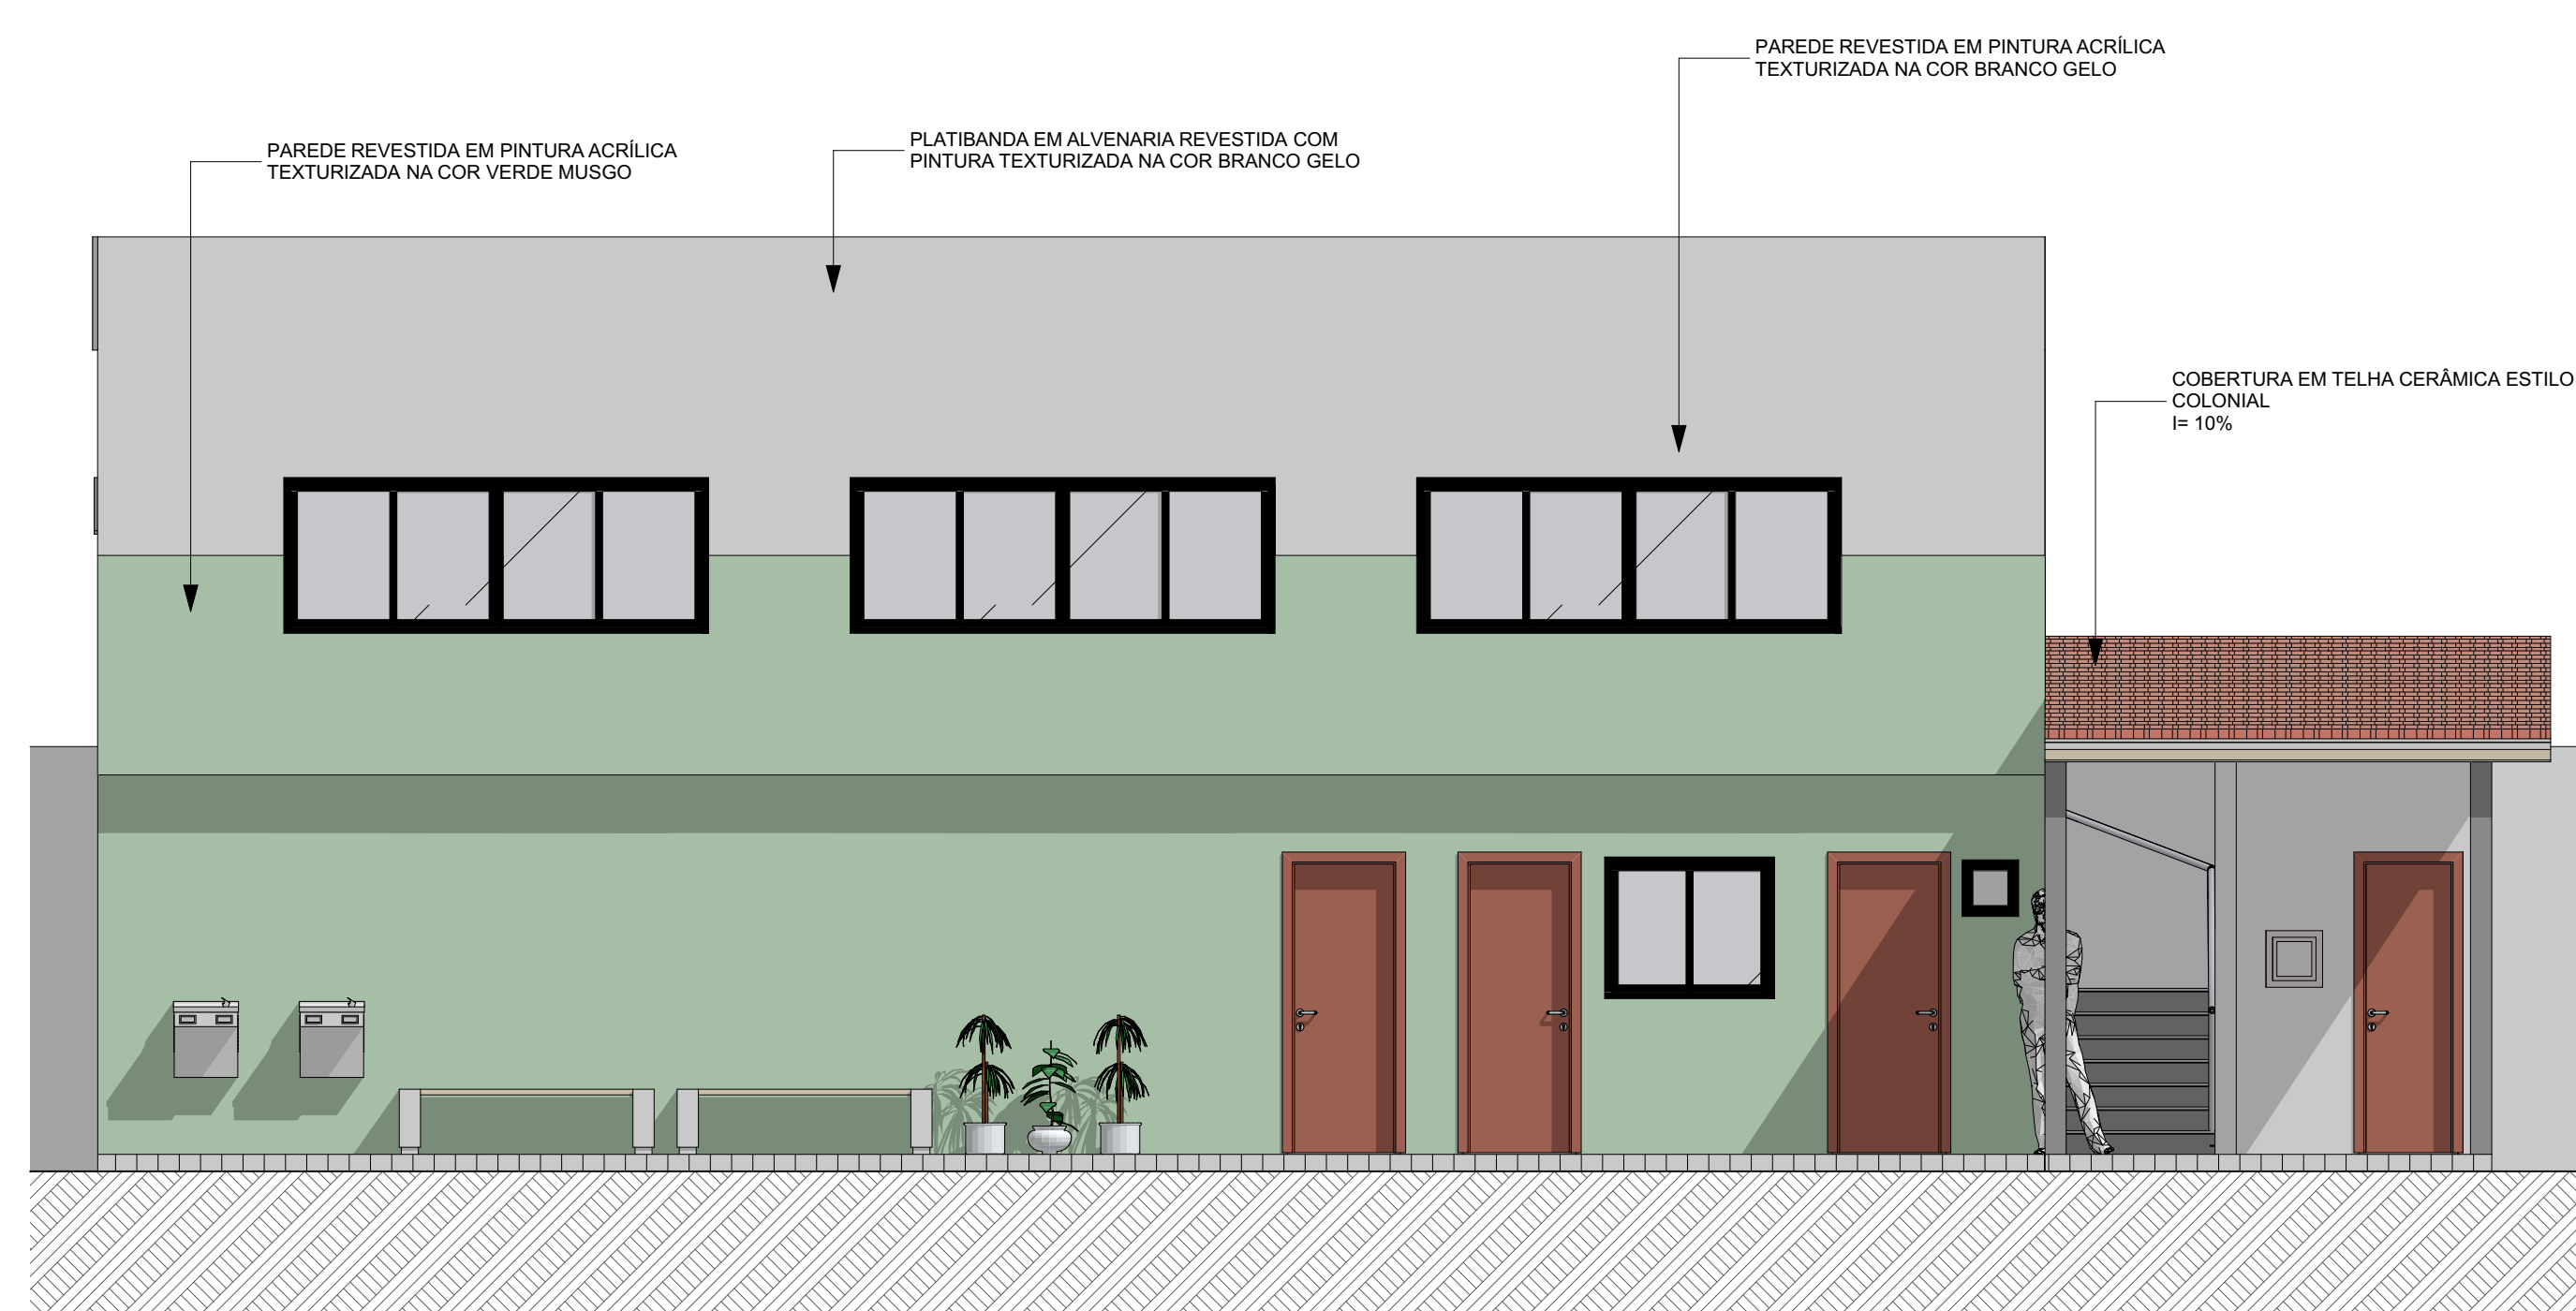 PAREDE REVESTIDA EM PINTURA ACRÍLICA
TEXTURIZADA NA COR BRANCO GELO
PLATIBANDA EM ALVENARIA REVESTIDA COM
PINTURA TEXTURIZADA NA COR BRANCO GELO
PAREDE REVESTIDA EM PINTURA ACRÍLICA
TEXTURIZADA NA COR VERDE MUSGO
COBERTURA EM TELHA CERÂMICA ESTILO
COLONIAL
I= 10%